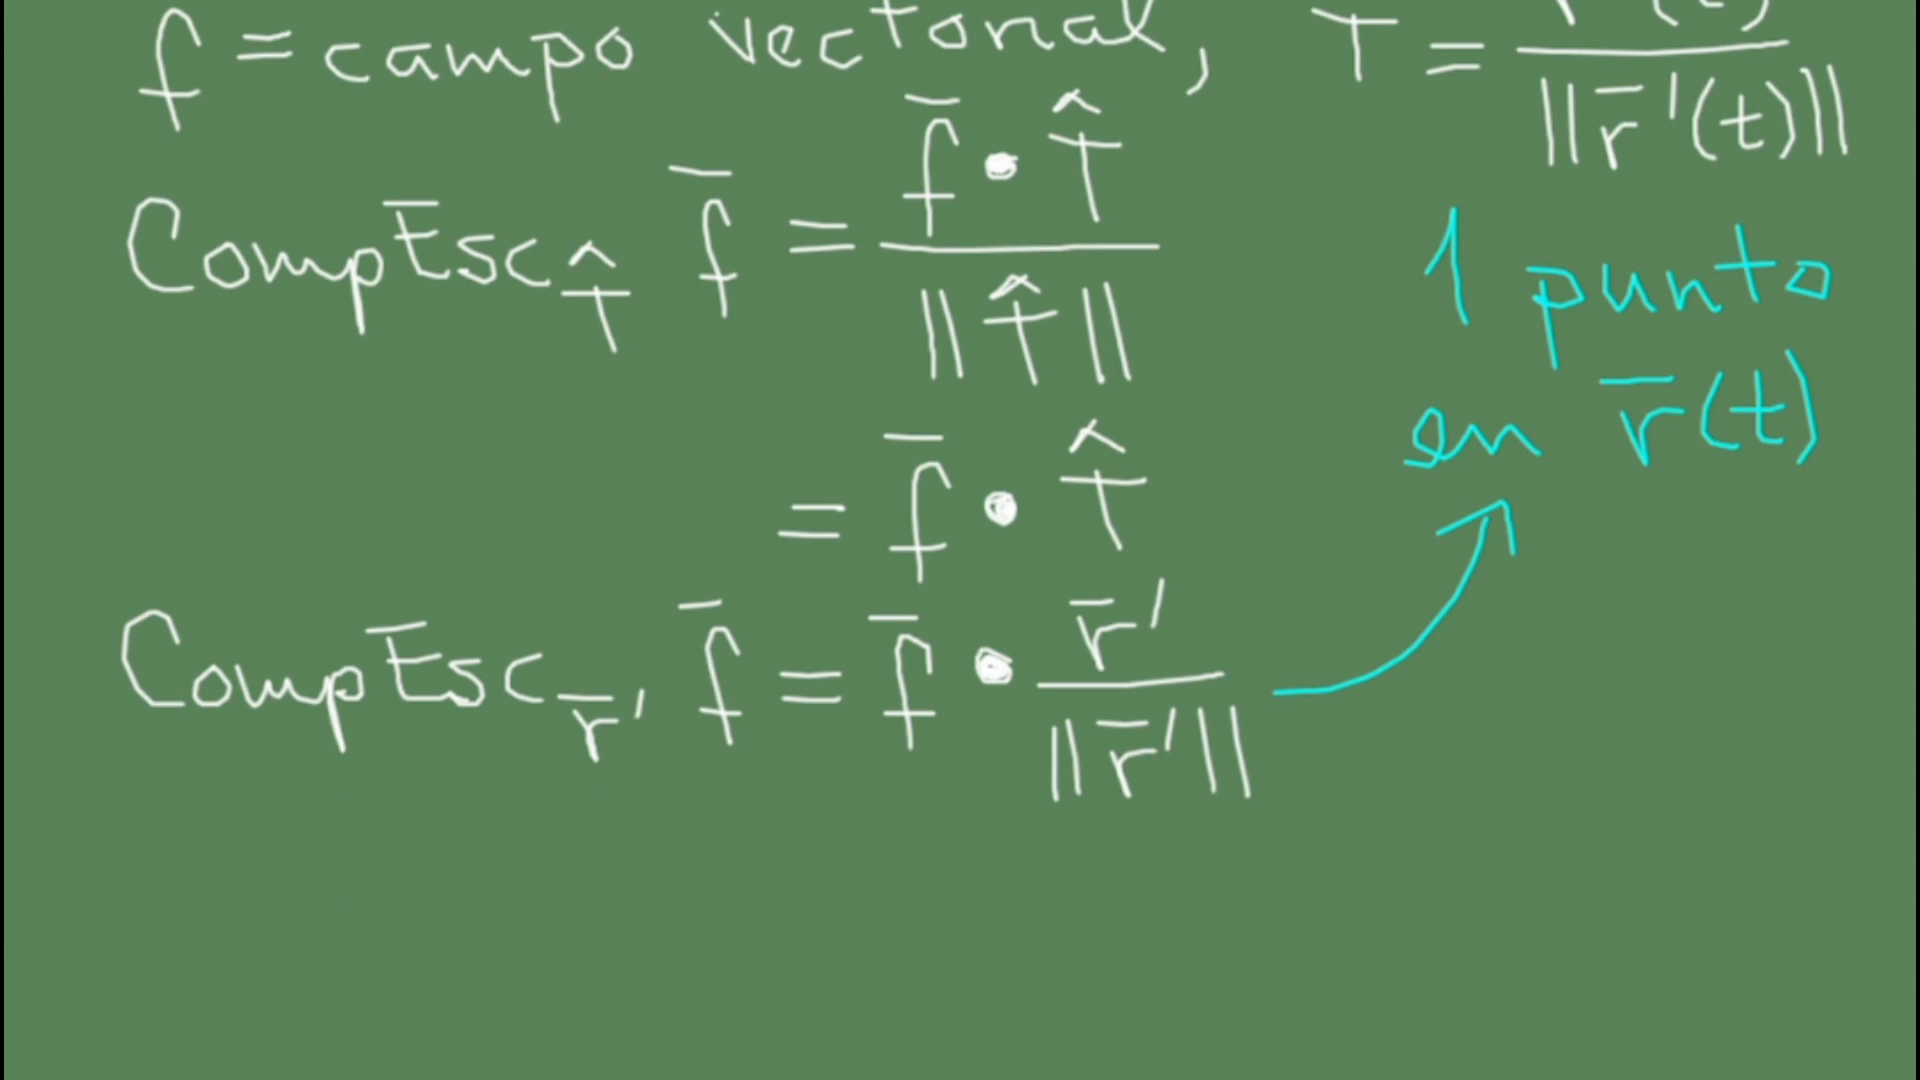 f = campo vectorial, T = r'(t) / ||r̄'(t)||
CompEsc_T̂ f̄ = f̄ • T̂ / ||T̂||
= f̄ • T̂
CompEsc_r̄' f̄ = f̄ • r̄' / ||r̄'||
1 punto
en r̄(t)